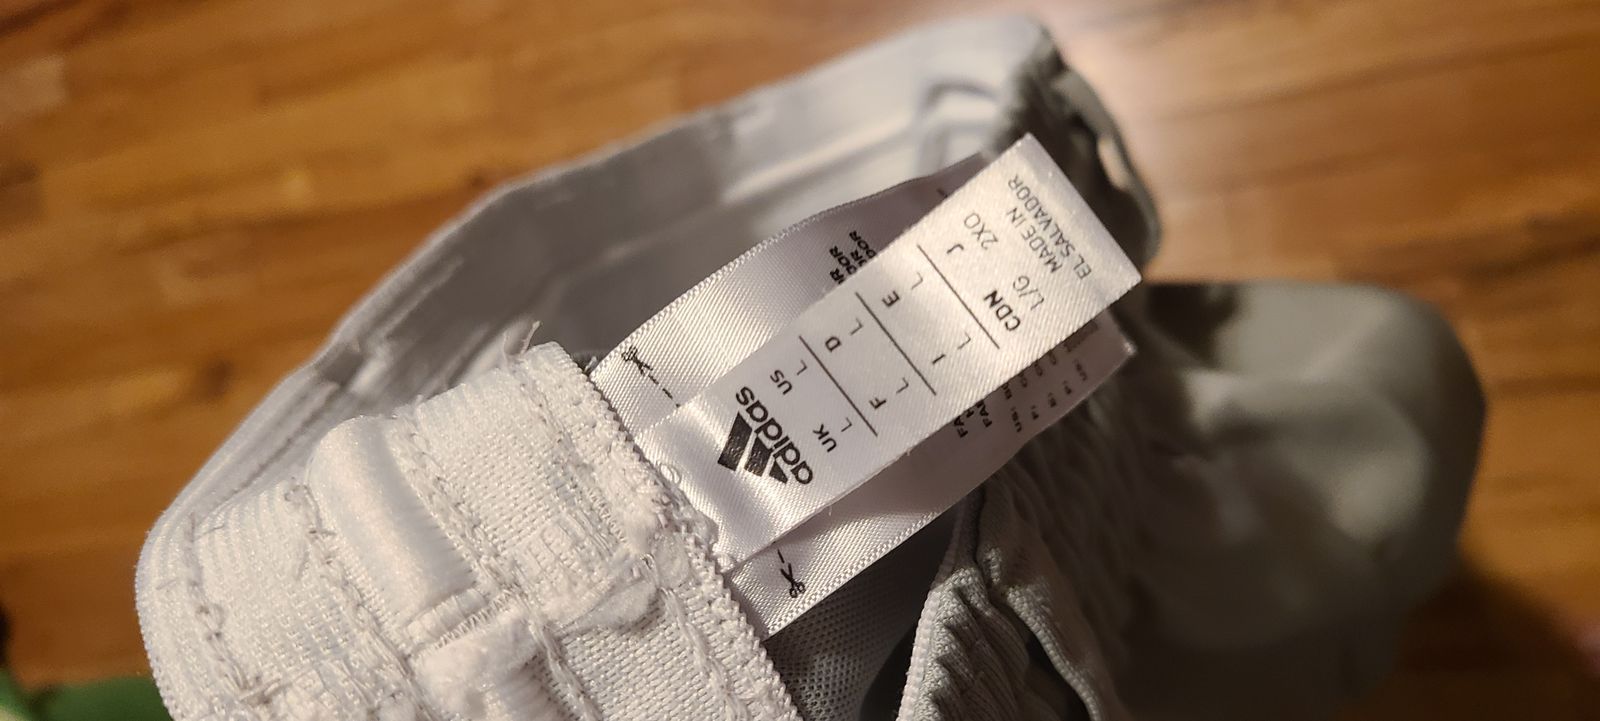 adidas
UK US
L L
F D
L L
I E
L L
CDN J
L/G 2XO
MADE IN
EL SALVADOR